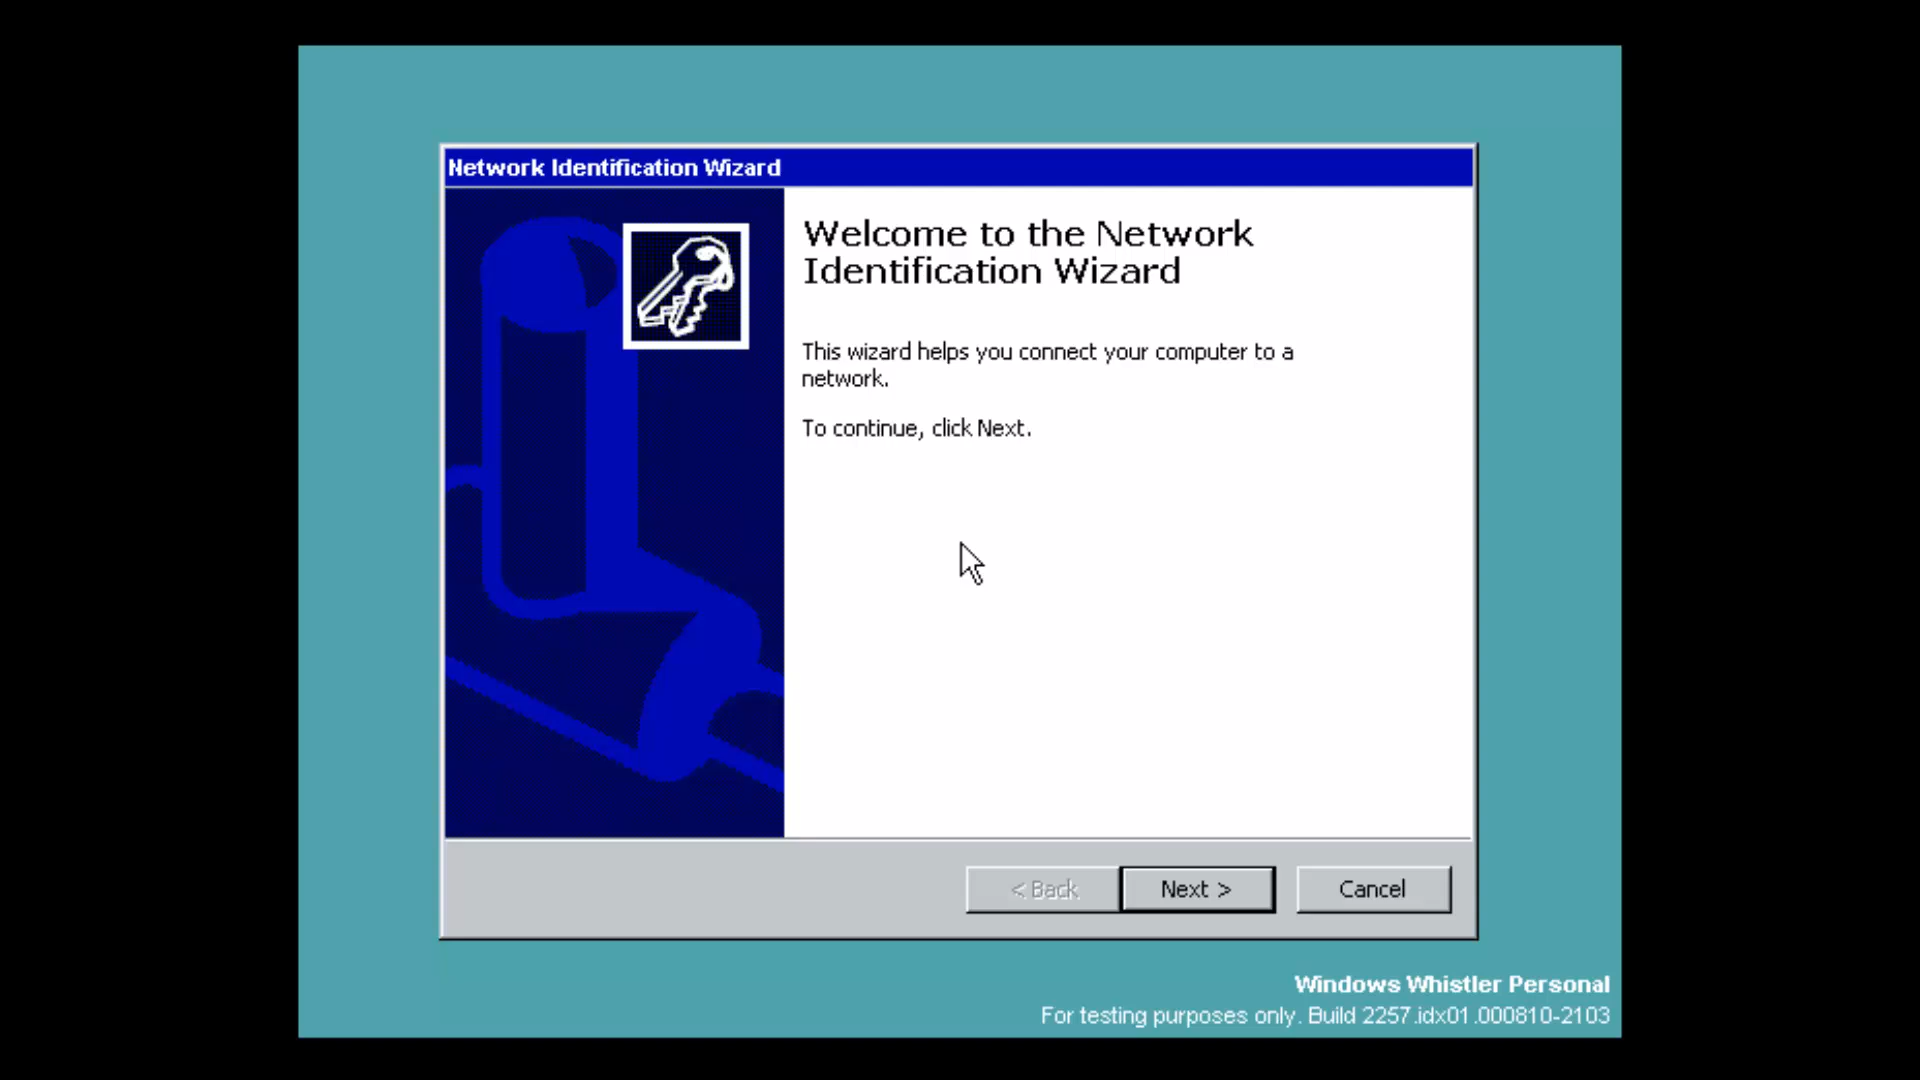 Network Identification Wizard
Welcome to the Network
Identification Wizard
This wizard helps you connect your computer to a
network.
To continue, click Next.
< Back
Next >
Cancel
Windows Whistler Personal
For testing purposes only. Build 2257.idx01.000810-2103